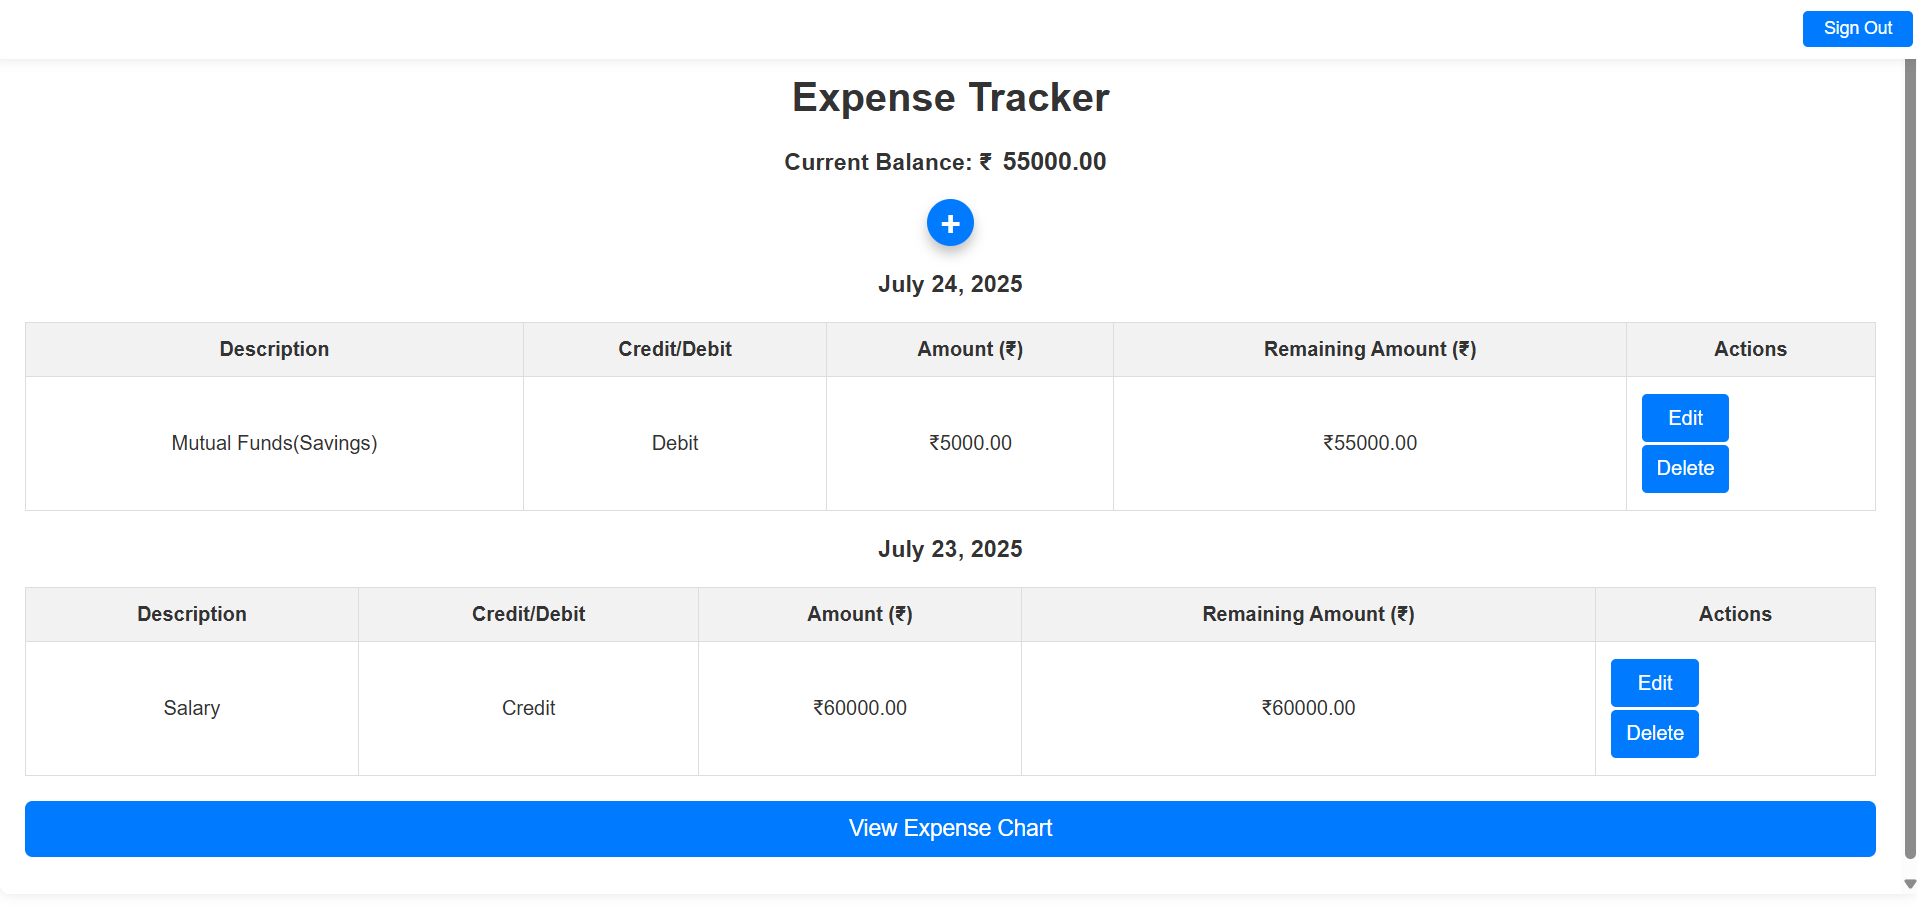 Sign Out
Expense Tracker
Current Balance: ₹ 55000.00
+
July 24, 2025
Description Credit/Debit Amount (₹) Remaining Amount (₹) Actions
Mutual Funds(Savings) Debit ₹5000.00 ₹55000.00 Edit
Delete
July 23, 2025
Description Credit/Debit Amount (₹) Remaining Amount (₹) Actions
Salary Credit ₹60000.00 ₹60000.00 Edit
Delete
View Expense Chart